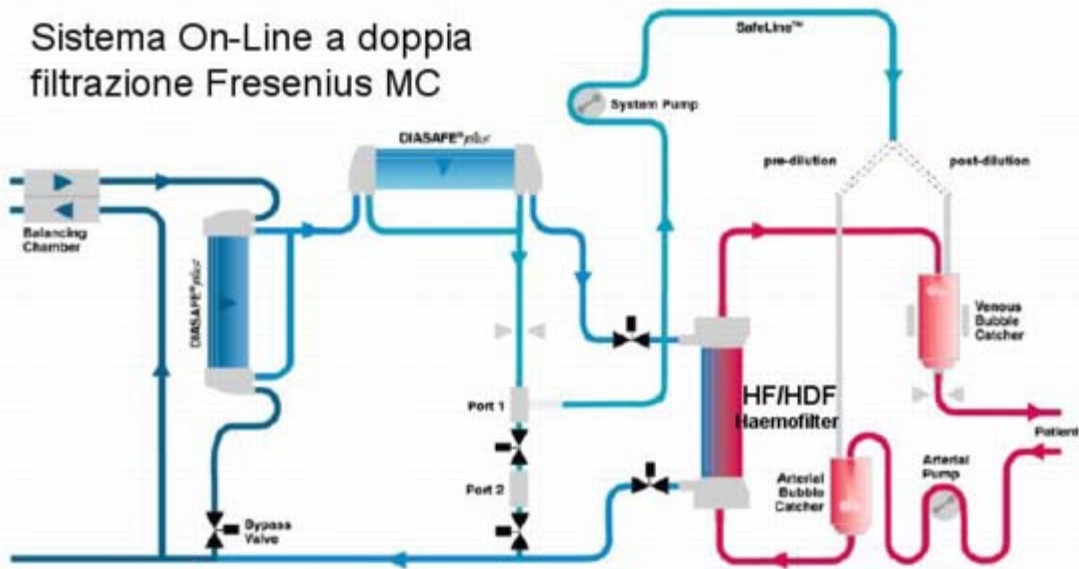 Sistema On-Line a doppia
filtrazione Fresenius MC
SafeLine™
System Pump
DIASAFE® plus
pre-dilution
post-dilution
Balancing
Chamber
DIASAFE® plus
Venous
Bubble
Catcher
Port 1
HF/HDF
Haemofilter
Patient
Arterial
Pump
Port 2
Arterial
Bubble
Catcher
Bypass
Valve